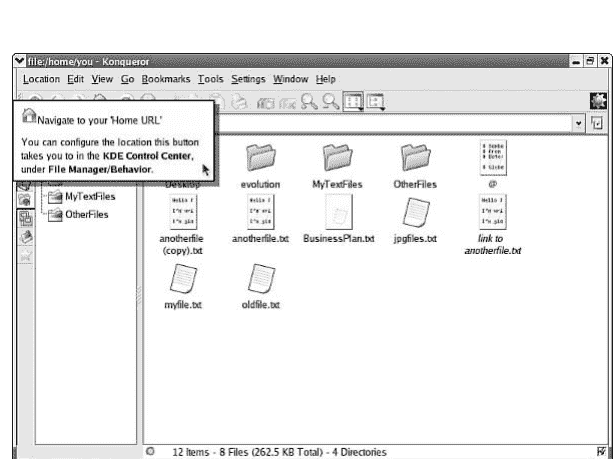 file:/home/you - Konqueror
Location Edit View Go Bookmarks Tools Settings Window Help
Navigate to your 'Home URL'
You can configure the location this button
takes you to in the KDE Control Center,
under File Manager/Behavior.
MyTextFiles
OtherFiles
Desktop
evolution
MyTextFiles
OtherFiles
@
anotherfile
(copy).txt
anotherfile.txt
BusinessPlan.txt
jpgfiles.txt
link to
anotherfile.txt
myfile.txt
oldfile.txt
12 Items - 8 Files (262.5 KB Total) - 4 Directories